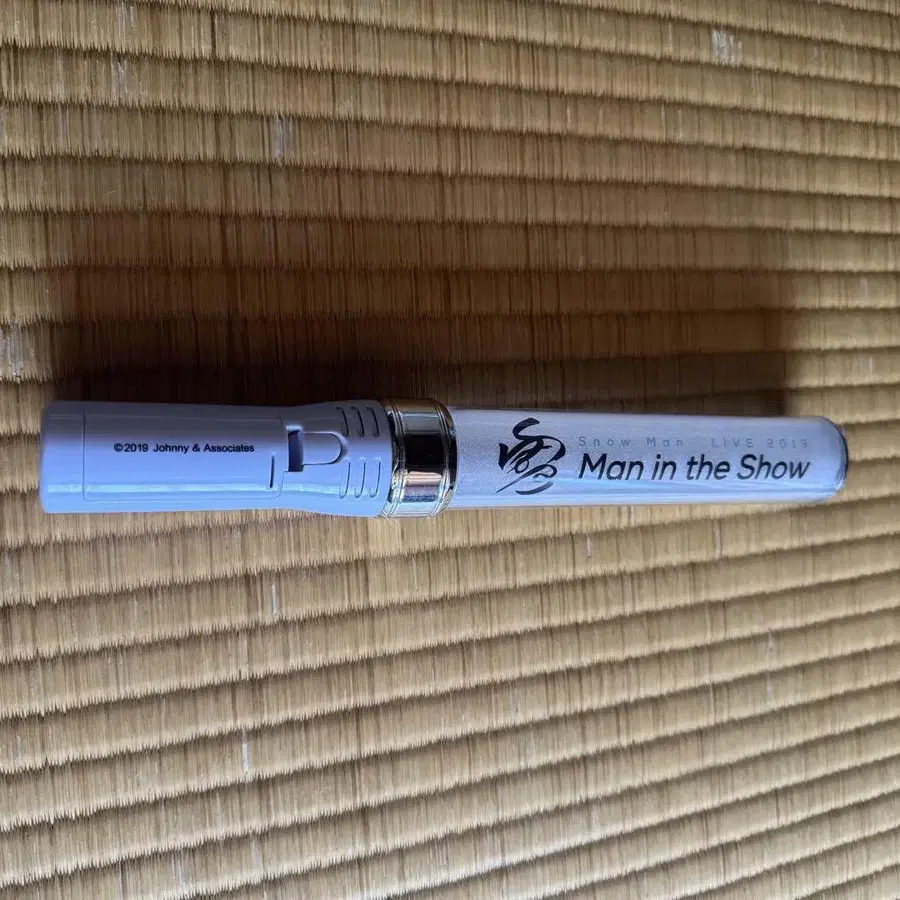 ©2019 Johnny & Associates
Snow Man LIVE 2019
Man in the Show